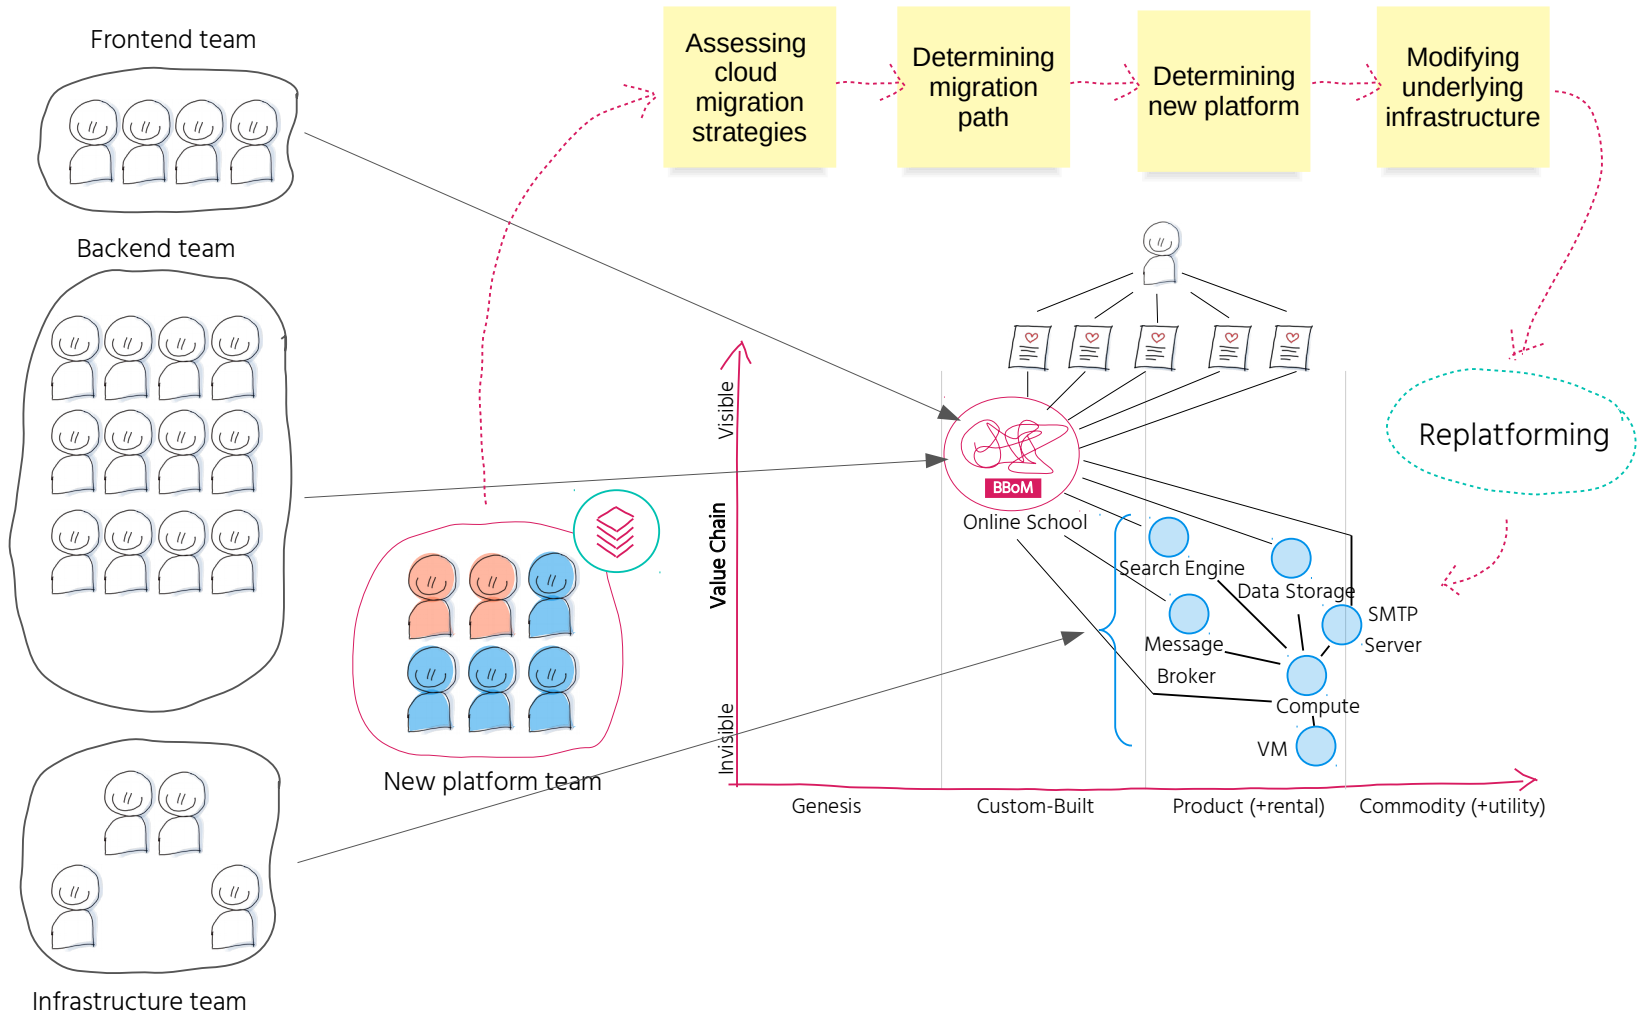 Frontend team
Assessing
cloud
migration
strategies
Determining
migration
path
Determining
new platform
Modifying
underlying
infrastructure
Backend team
Replatforming
Visible
Value Chain
Invisible
BBoM
Online School
Search Engine
Data Storage
SMTP
Server
Message
Broker
Compute
VM
New platform team
Genesis
Custom-Built
Product (+rental)
Commodity (+utility)
Infrastructure team